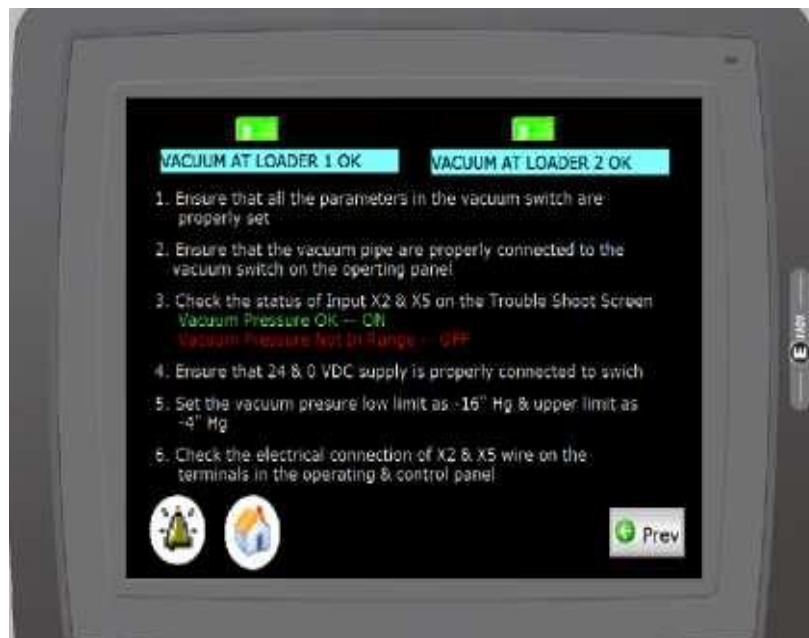 VACUUM AT LOADER 1 OK
VACUUM AT LOADER 2 OK
1. Ensure that all the parameters in the vacuum switch are
properly set
2. Ensure that the vacuum pipe are properly connected to the
vacuum switch on the operting panel
3. Check the status of Input X2 & X5 on the Trouble Shoot Screen
Vacuum Pressure OK -- ON
Vacuum Pressure Not In Range -- OFF
4. Ensure that 24 & 0 VDC supply is properly connected to swich
5. Set the vacuum presure low limit as -16" Hg & upper limit as
-4" Hg
6. Check the electrical connection of X2 & X5 wire on the
terminals in the operating & control panel
Prev